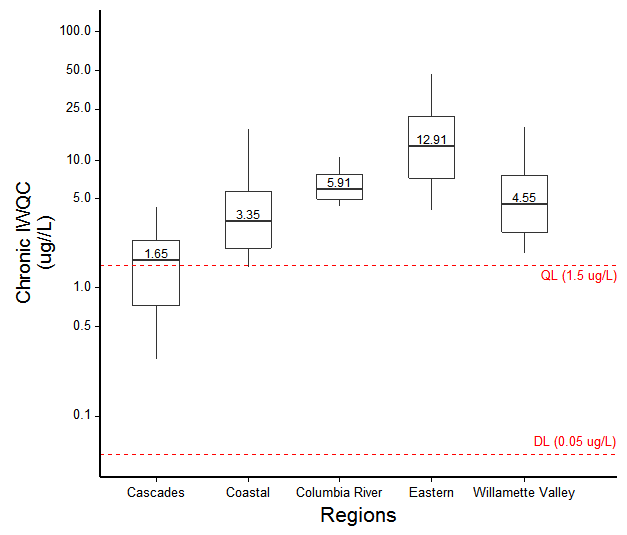 100.0
50.0
25.0
10.0
5.0
1.0
0.5
0.1
Chronic IWQC
(ug//L)
1.65
3.35
5.91
12.91
4.55
QL (1.5 ug/L)
DL (0.05 ug/L)
Cascades Coastal Columbia River Eastern Willamette Valley
Regions